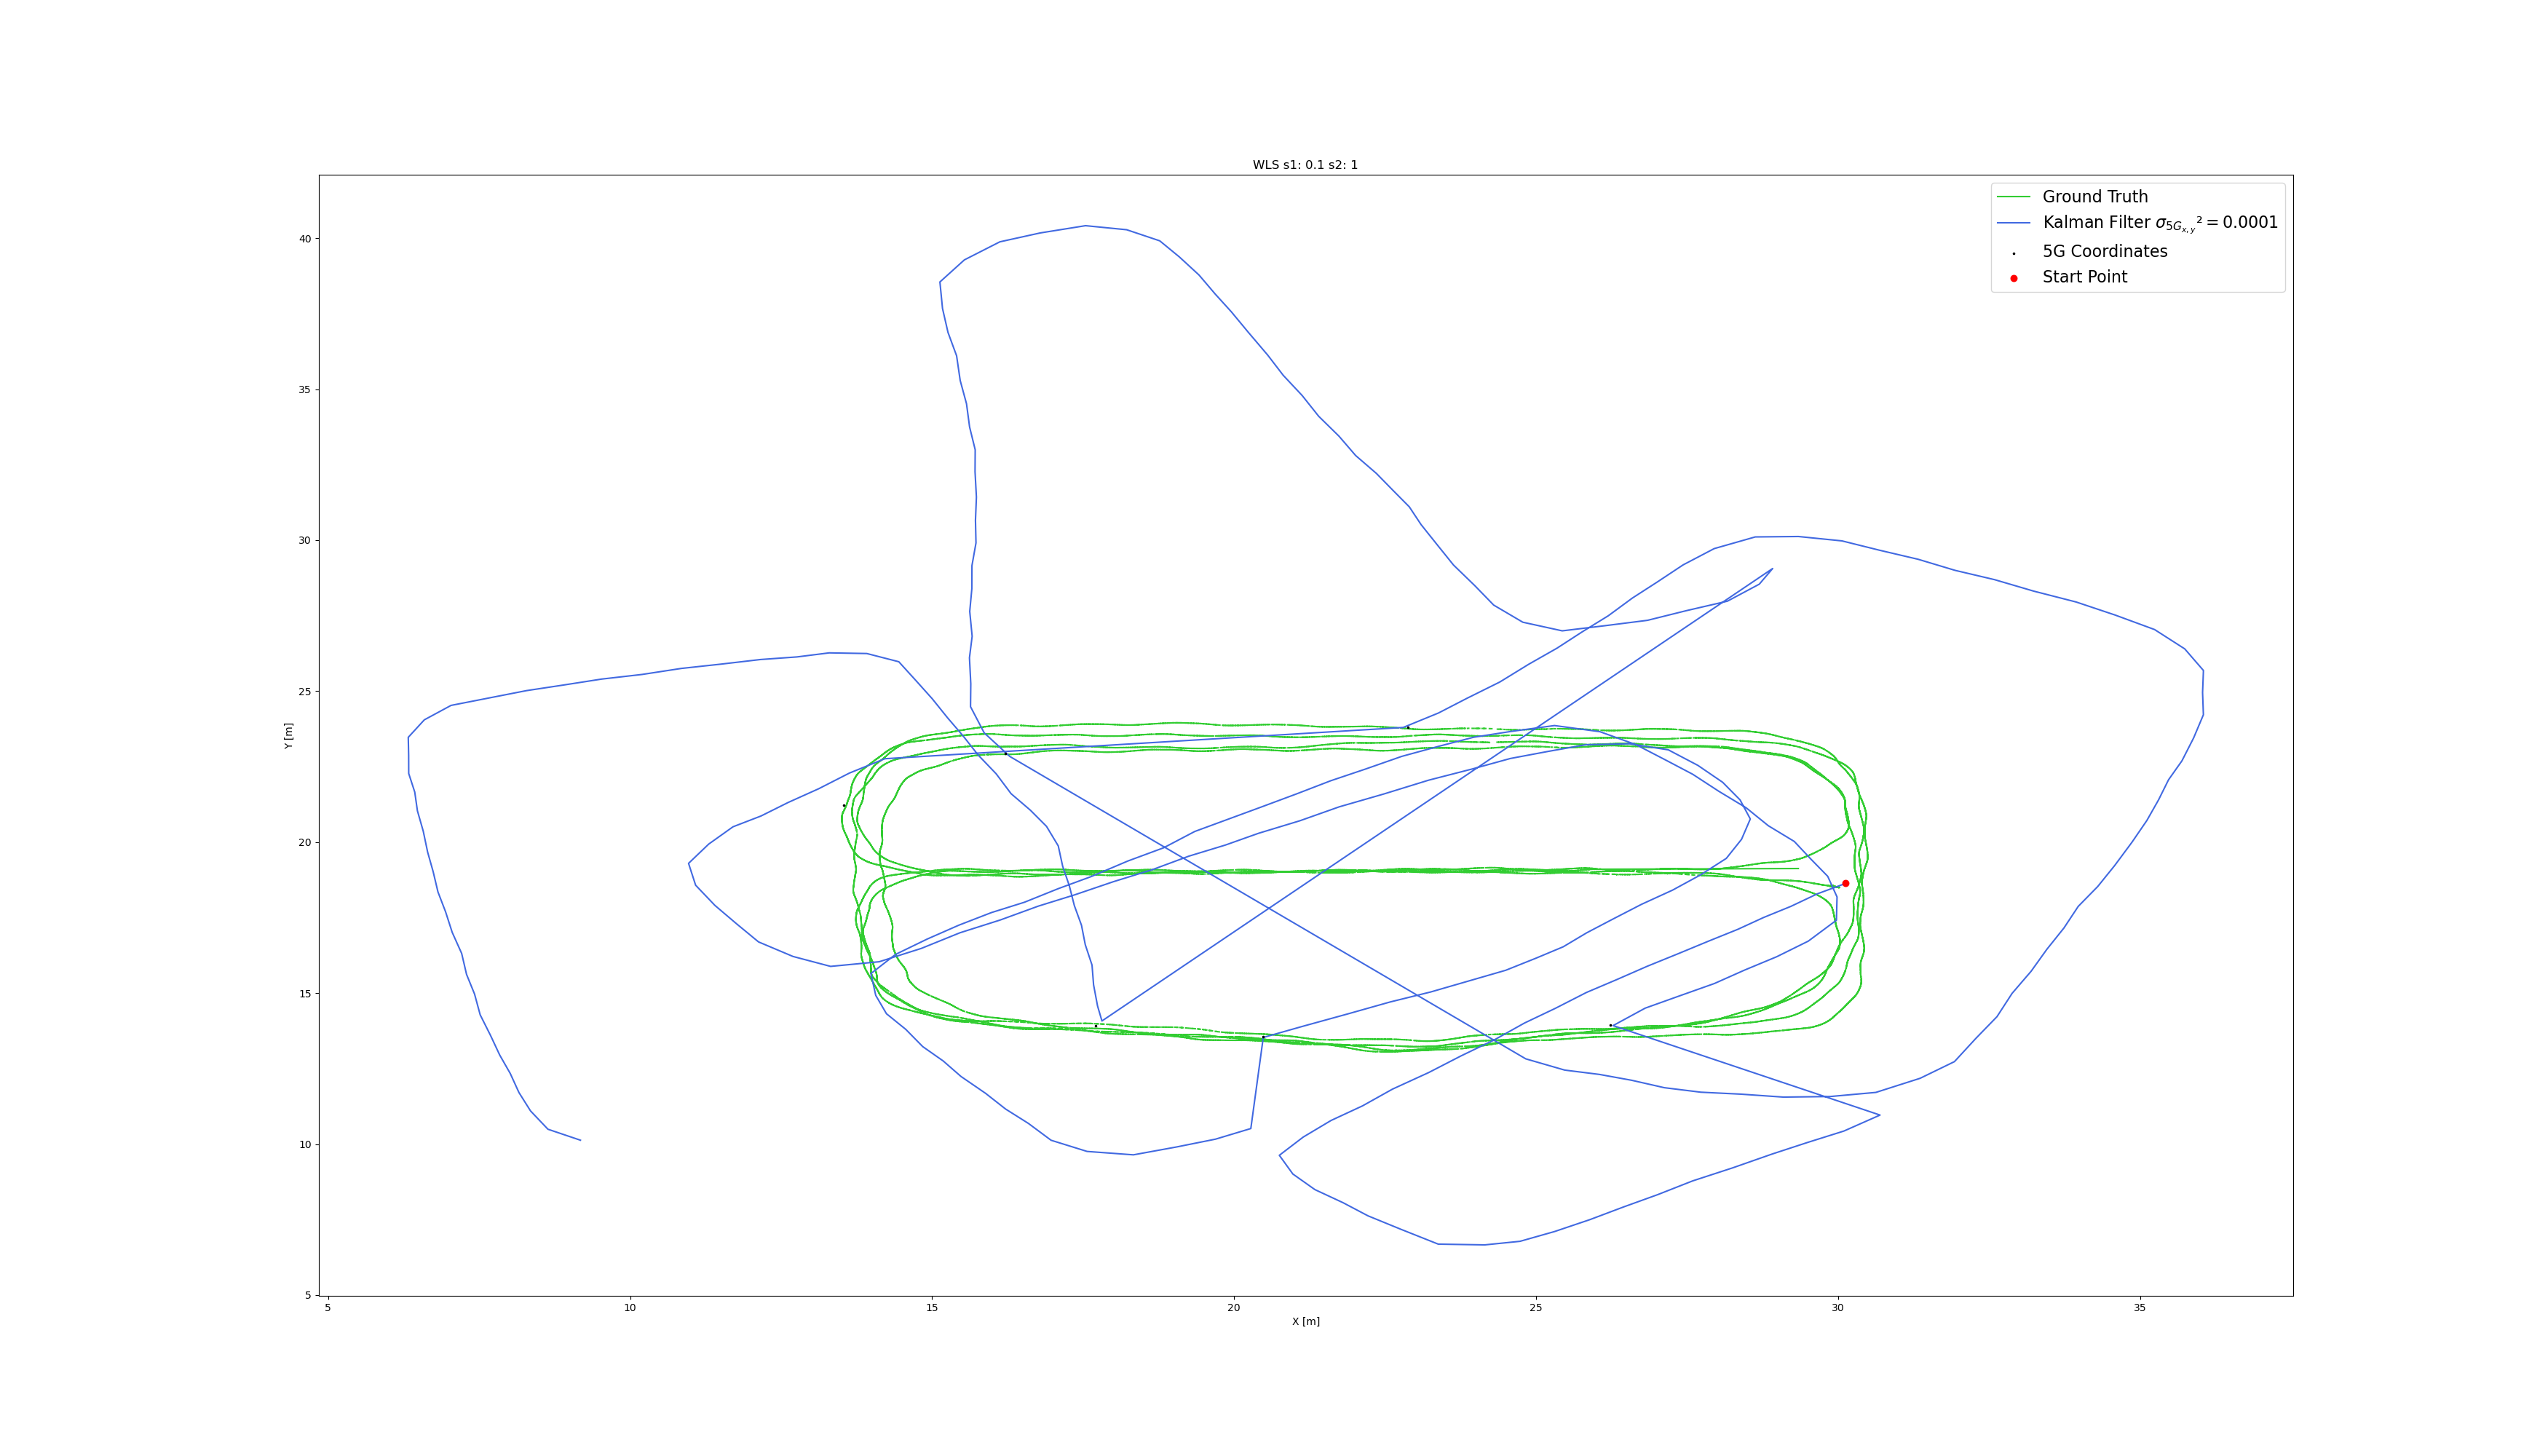 WLS s1: 0.1 s2: 1
Ground Truth
Kalman Filter σ5Gx,y² = 0.0001
5G Coordinates
Start Point
40
35
30
25
20
15
10
5
Y [m]
5 10 15 20 25 30 35
X [m]